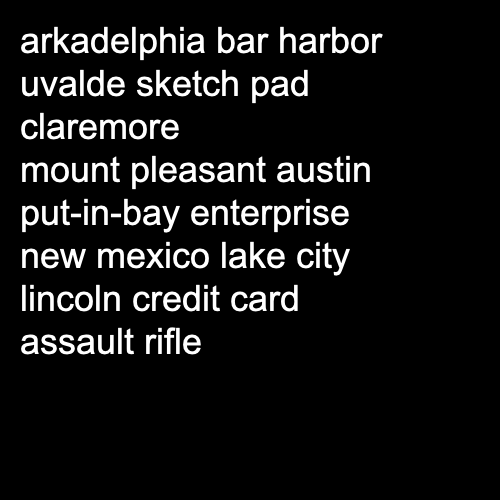 arkadelphia bar harbor
uvalde sketch pad
claremore
mount pleasant austin
put-in-bay enterprise
new mexico lake city
lincoln credit card
assault rifle